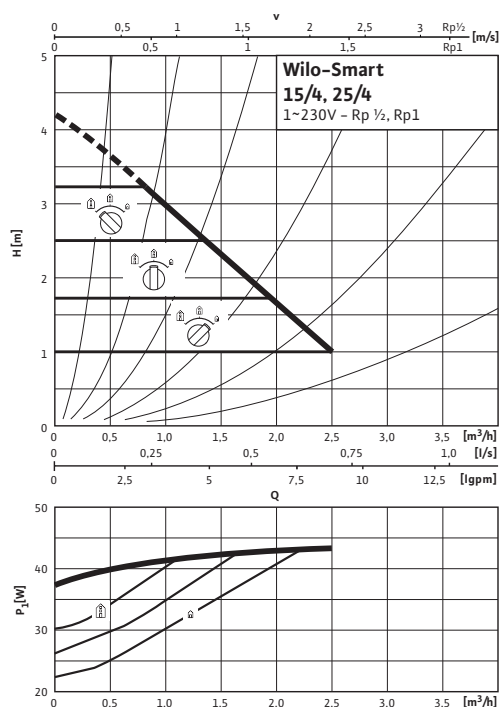 v
0 0,5 1 1,5 2 2,5 3 Rp½
0 0,5 1 1,5 Rp1
[m/s]
Wilo-Smart
15/4, 25/4
1~230V – Rp ½, Rp1
H [m]
5
4
3
2
1
0
0 0,5 1,0 1,5 2,0 2,5 3,0 3,5 [m³/h]
0 0,25 0,5 0,75 1,0 [l/s]
0 2,5 5 7,5 10 12,5 [Igpm]
Q
P₁[W]
50
40
30
20
0 0.5 1.0 1.5 2.0 2.5 3.0 3.5 [m³/h]